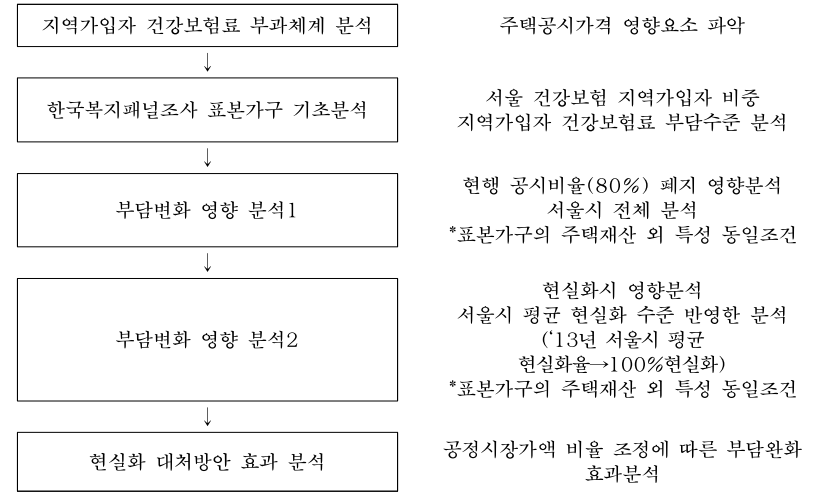 지역가입자 건강보험료 부과체계 분석
주택공시가격 영향요소 파악
↓
한국복지패널조사 표본가구 기초분석
서울 건강보험 지역가입자 비중
지역가입자 건강보험료 부담수준 분석
↓
부담변화 영향 분석1
현행 공시비율(80%) 폐지 영향분석
서울시 전체 분석
*표본가구의 주택재산 외 특성 동일조건
↓
부담변화 영향 분석2
현실화시 영향분석
서울시 평균 현실화 수준 반영한 분석
(‘13년 서울시 평균
현실화율→100%현실화)
*표본가구의 주택재산 외 특성 동일조건
↓
현실화 대처방안 효과 분석
공정시장가액 비율 조정에 따른 부담완화
효과분석